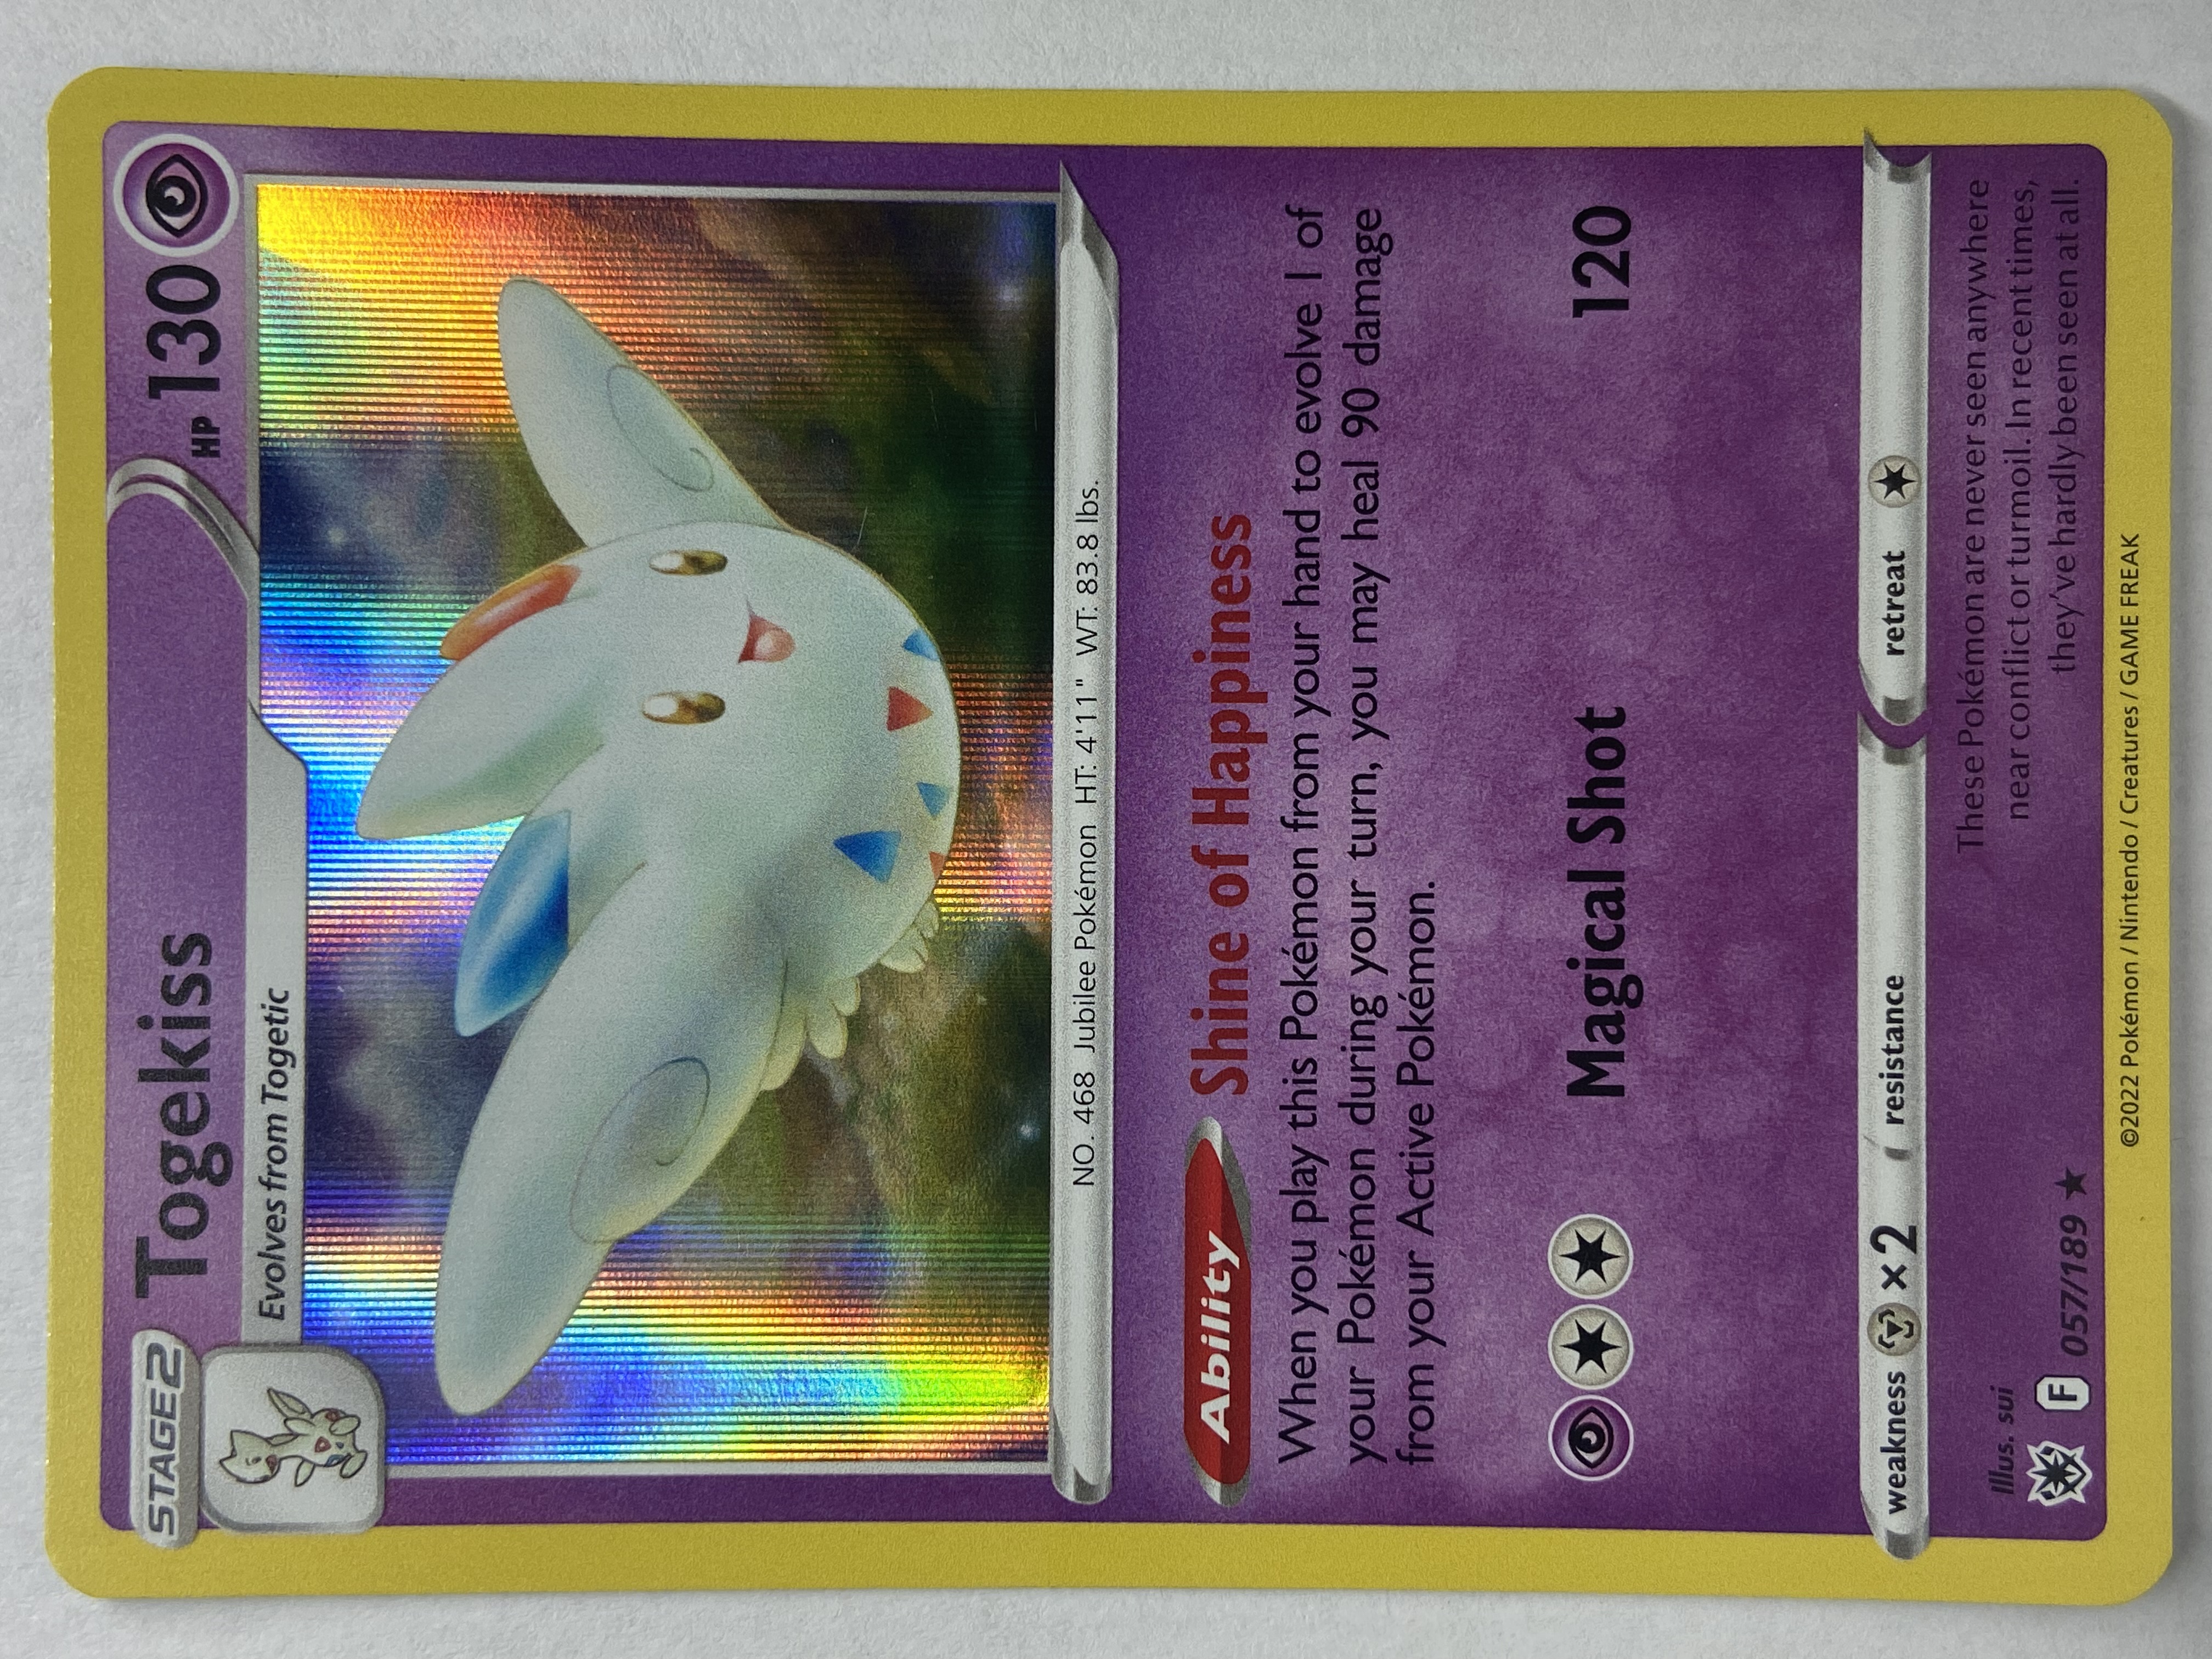 STAGE2
Togekiss
HP 130
Evolves from Togetic
NO. 468 Jubilee Pokémon HT: 4'11" WT: 83.8 lbs.
Ability Shine of Happiness
When you play this Pokémon from your hand to evolve 1 of
your Pokémon during your turn, you may heal 90 damage
from your Active Pokémon.
Magical Shot 120
weakness ×2 resistance retreat
Illus. sui
These Pokémon are never seen anywhere
near conflict or turmoil. In recent times,
they've hardly been seen at all.
F 057/189 ★
©2022 Pokémon / Nintendo / Creatures / GAME FREAK